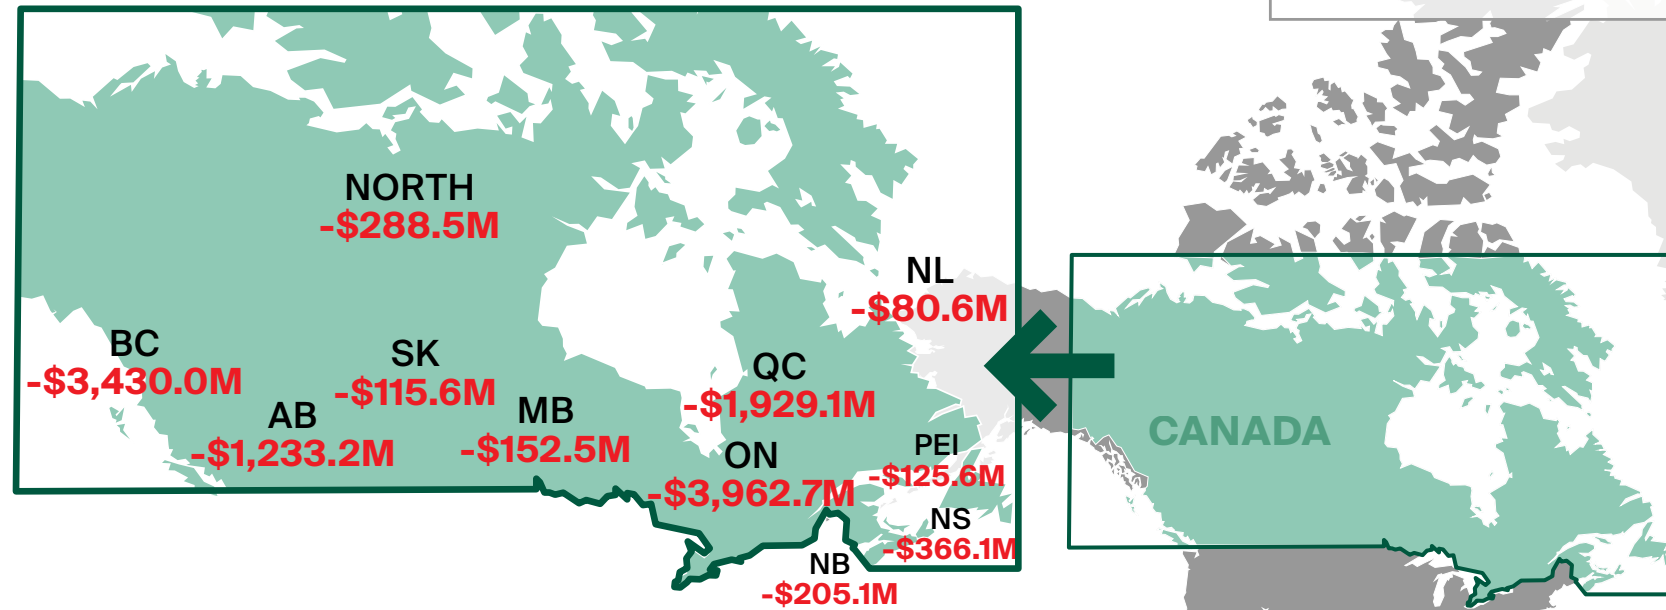 NORTH
-$288.5M
NL
-$80.6M
BC
-$3,430.0M
SK
-$115.6M
QC
-$1,929.1M
AB
-$1,233.2M
MB
-$152.5M
CANADA
ON
-$3,962.7M
PEI
-$125.6M
NS
-$366.1M
NB
-$205.1M